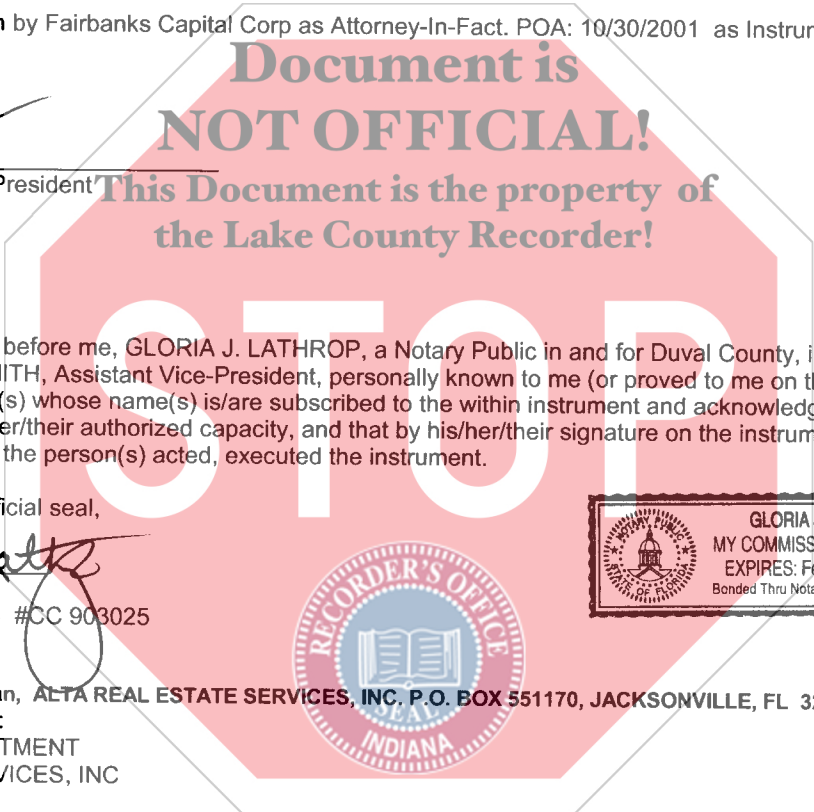 by Fairbanks Capital Corp as Attorney-In-Fact. POA: 10/30/2001 as Instrum
Document is
NOT OFFICIAL!
President
This Document is the property of
the Lake County Recorder!
STOP
before me, GLORIA J. LATHROP, a Notary Public in and for Duval County, i
ITH, Assistant Vice-President, personally known to me (or proved to me on th
(s) whose name(s) is/are subscribed to the within instrument and acknowledg
er/their authorized capacity, and that by his/her/their signature on the instrum
the person(s) acted, executed the instrument.
icial seal,
GLORIA
MY COMMISS
EXPIRES: Fe
Bonded Thru Nota
NOTARY PUBLIC
STATE OF FLORIDA
#CC 903025
RECORDER'S OFFICE
SEAL
INDIANA
an, ALTA REAL ESTATE SERVICES, INC. P.O. BOX 551170, JACKSONVILLE, FL 32
:
TMENT
VICES, INC